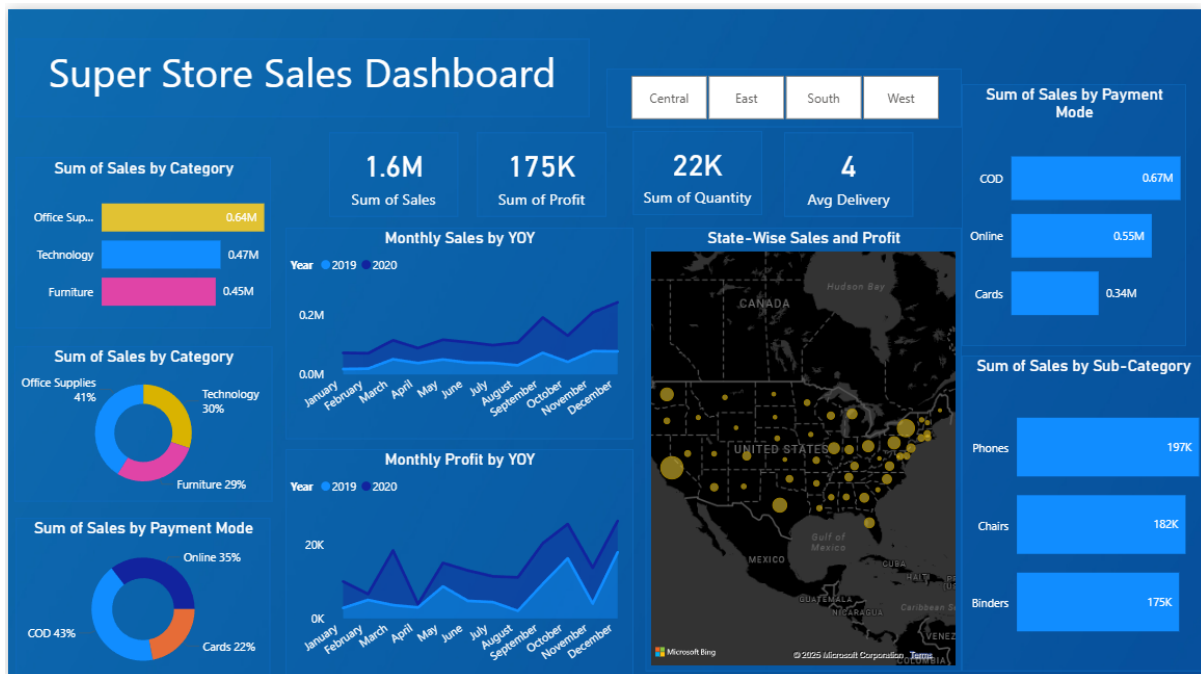 Super Store Sales Dashboard
Central
East
South
West
Sum of Sales by Category
Office Sup...
0.64M
Technology
0.47M
Furniture
0.45M
1.6M
Sum of Sales
175K
Sum of Profit
22K
Sum of Quantity
4
Avg Delivery
Sum of Sales by Payment
Mode
COD
0.67M
Online
0.55M
Cards
0.34M
Monthly Sales by YOY
Year 2019 2020
0.2M
0.0M
January
February
March
April
May
June
July
August
September
October
November
December
State-Wise Sales and Profit
Hudson Bay
CANADA
UNITED STATES
Gulf of
Mexico
MEXICO
CUBA
HAITI
GUATEMALA
NICARAGUA
Caribbean Se
VENEZ
COLOMBIA
Microsoft Bing
© 2025 Microsoft Corporation Terms
Sum of Sales by Category
Office Supplies
41%
Technology
30%
Furniture 29%
Monthly Profit by YOY
Year 2019 2020
20K
0K
January
February
March
April
May
June
July
August
September
October
November
December
Sum of Sales by Sub-Category
Phones
197K
Chairs
182K
Binders
175K
Sum of Sales by Payment Mode
Online 35%
COD 43%
Cards 22%